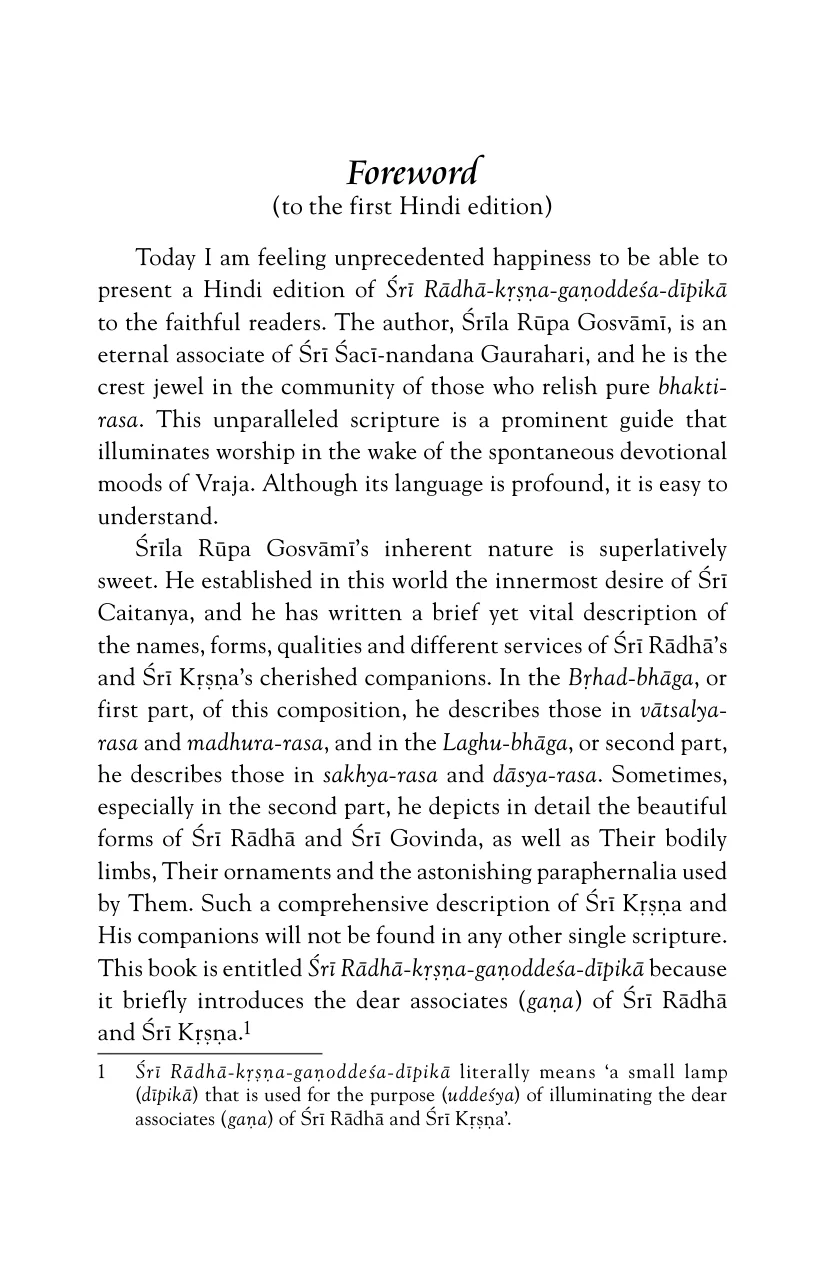 Foreword
(to the first Hindi edition)
Today I am feeling unprecedented happiness to be able to
present a Hindi edition of Śrī Rādhā-kṛṣṇa-gaṇoddeśa-dīpikā
to the faithful readers. The author, Śrīla Rūpa Gosvāmī, is an
eternal associate of Śrī Śacī-nandana Gaurahari, and he is the
crest jewel in the community of those who relish pure bhakti-
rasa. This unparalleled scripture is a prominent guide that
illuminates worship in the wake of the spontaneous devotional
moods of Vraja. Although its language is profound, it is easy to
understand.
Śrīla Rūpa Gosvāmī’s inherent nature is superlatively
sweet. He established in this world the innermost desire of Śrī
Caitanya, and he has written a brief yet vital description of
the names, forms, qualities and different services of Śrī Rādhā’s
and Śrī Kṛṣṇa’s cherished companions. In the Bṛhad-bhāga, or
first part, of this composition, he describes those in vātsalya-
rasa and madhura-rasa, and in the Laghu-bhāga, or second part,
he describes those in sakhya-rasa and dāsya-rasa. Sometimes,
especially in the second part, he depicts in detail the beautiful
forms of Śrī Rādhā and Śrī Govinda, as well as Their bodily
limbs, Their ornaments and the astonishing paraphernalia used
by Them. Such a comprehensive description of Śrī Kṛṣṇa and
His companions will not be found in any other single scripture.
This book is entitled Śrī Rādhā-kṛṣṇa-gaṇoddeśa-dīpikā because
it briefly introduces the dear associates (gaṇa) of Śrī Rādhā
and Śrī Kṛṣṇa.1
1 Śrī Rādhā-kṛṣṇa-gaṇoddeśa-dīpikā literally means ‘a small lamp
(dīpikā) that is used for the purpose (uddeśya) of illuminating the dear
associates (gaṇa) of Śrī Rādhā and Śrī Kṛṣṇa’.